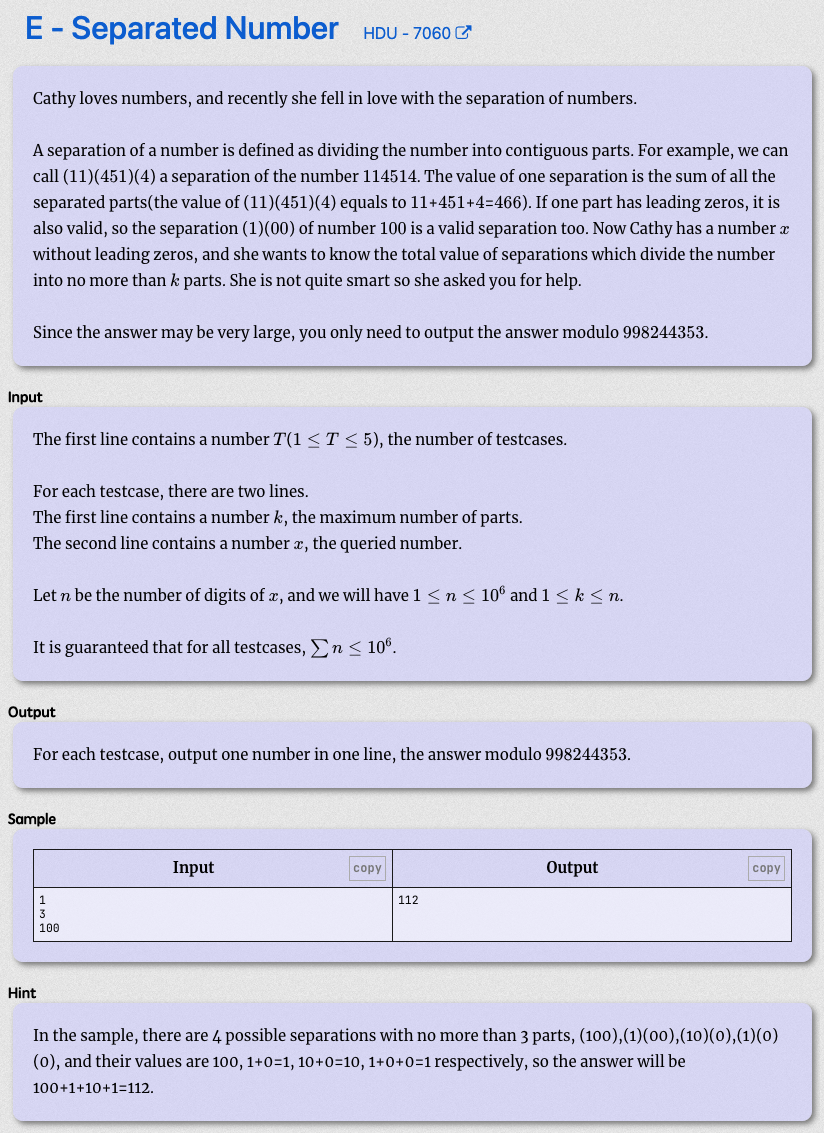 E - Separated Number HDU - 7060
Cathy loves numbers, and recently she fell in love with the separation of numbers.
A separation of a number is defined as dividing the number into contiguous parts. For example, we can
call (11)(451)(4) a separation of the number 114514. The value of one separation is the sum of all the
separated parts(the value of (11)(451)(4) equals to 11+451+4=466). If one part has leading zeros, it is
also valid, so the separation (1)(00) of number 100 is a valid separation too. Now Cathy has a number x
without leading zeros, and she wants to know the total value of separations which divide the number
into no more than k parts. She is not quite smart so she asked you for help.
Since the answer may be very large, you only need to output the answer modulo 998244353.
Input
The first line contains a number T(1 ≤ T ≤ 5), the number of testcases.
For each testcase, there are two lines.
The first line contains a number k, the maximum number of parts.
The second line contains a number x, the queried number.
Let n be the number of digits of x, and we will have 1 ≤ n ≤ 10⁶ and 1 ≤ k ≤ n.
It is guaranteed that for all testcases, ∑ n ≤ 10⁶.
Output
For each testcase, output one number in one line, the answer modulo 998244353.
Sample
Input copy Output copy
1 112
3
100
Hint
In the sample, there are 4 possible separations with no more than 3 parts, (100),(1)(00),(10)(0),(1)(0)
(0), and their values are 100, 1+0=1, 10+0=10, 1+0+0=1 respectively, so the answer will be
100+1+10+1=112.